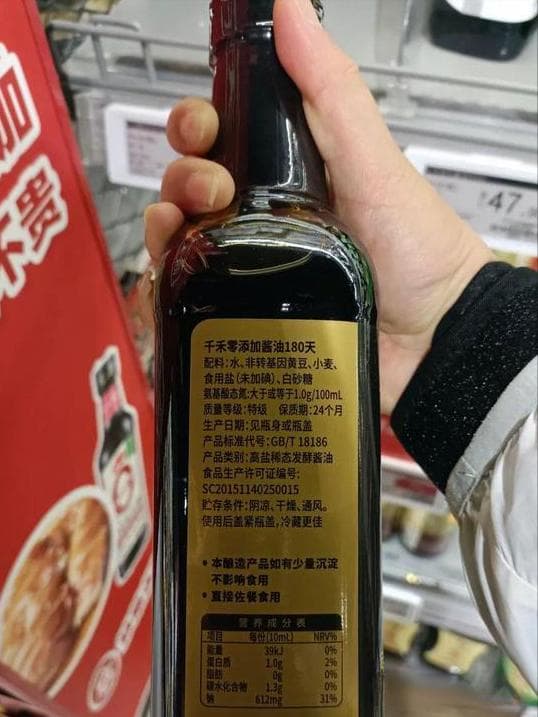 加
不贵
47.
千禾零添加酱油180天
配料:水、非转基因黄豆、小麦、
食用盐(未加碘)、白砂糖
氨基酸态氮:大于或等于1.0g/100mL
质量等级:特级 保质期:24个月
生产日期:见瓶身或瓶盖
产品标准代号:GB/T 18186
产品类别:高盐稀态发酵酱油
食品生产许可证编号:
SC20151140250015
贮存条件:阴凉、干燥、通风。
使用后盖紧瓶盖,冷藏更佳
•本酿造产品如有少量沉淀
不影响食用
•直接佐餐食用
营养成分表
项目 每份(10mL) NRV%
能量 39kJ 0%
蛋白质 1.0g 2%
脂肪 0g 0%
碳水化合物 1.3g 0%
钠 612mg 31%